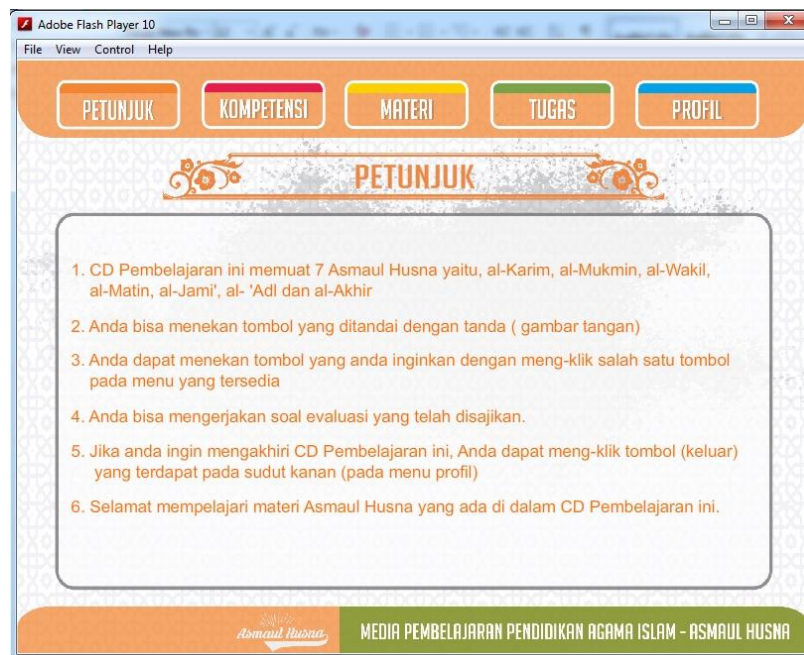 Adobe Flash Player 10
File View Control Help
PETUNJUK
KOMPETENSI
MATERI
TUGAS
PROFIL
PETUNJUK
1. CD Pembelajaran ini memuat 7 Asmaul Husna yaitu, al-Karim, al-Mukmin, al-Wakil,
al-Matin, al-Jami', al- 'Adl dan al-Akhir
2. Anda bisa menekan tombol yang ditandai dengan tanda ( gambar tangan)
3. Anda dapat menekan tombol yang anda inginkan dengan meng-klik salah satu tombol
pada menu yang tersedia
4. Anda bisa mengerjakan soal evaluasi yang telah disajikan.
5. Jika anda ingin mengakhiri CD Pembelajaran ini, Anda dapat meng-klik tombol (keluar)
yang terdapat pada sudut kanan (pada menu profil)
6. Selamat mempelajari materi Asmaul Husna yang ada di dalam CD Pembelajaran ini.
Asmaul Husna
MEDIA PEMBELAJARAN PENDIDIKAN AGAMA ISLAM - ASMAUL HUSNA